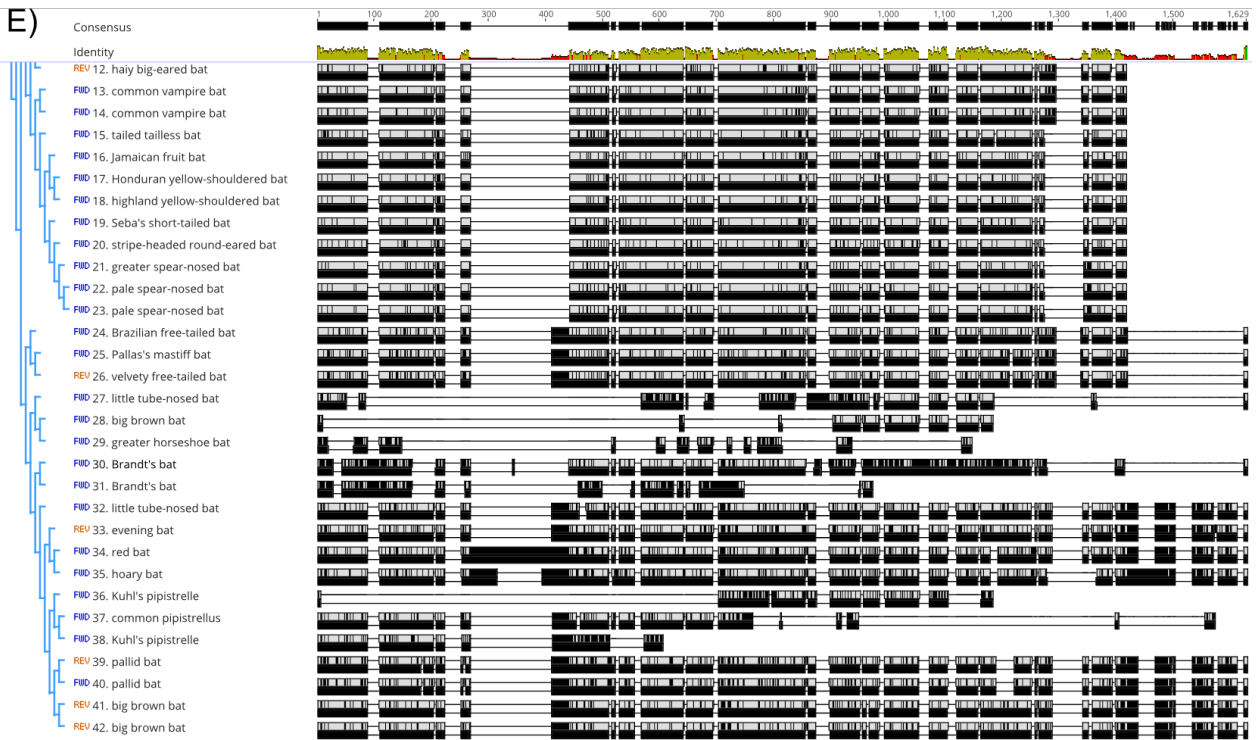 E)
1 100 200 300 400 500 600 700 800 900 1,000 1,100 1,200 1,300 1,400 1,500 1,629
Consensus
Identity
REV 12. haiy big-eared bat
FWD 13. common vampire bat
FWD 14. common vampire bat
FWD 15. tailed tailless bat
FWD 16. Jamaican fruit bat
FWD 17. Honduran yellow-shouldered bat
FWD 18. highland yellow-shouldered bat
FWD 19. Seba's short-tailed bat
FWD 20. stripe-headed round-eared bat
FWD 21. greater spear-nosed bat
FWD 22. pale spear-nosed bat
FWD 23. pale spear-nosed bat
FWD 24. Brazilian free-tailed bat
FWD 25. Pallas's mastiff bat
REV 26. velvety free-tailed bat
FWD 27. little tube-nosed bat
FWD 28. big brown bat
FWD 29. greater horseshoe bat
FWD 30. Brandt's bat
FWD 31. Brandt's bat
FWD 32. little tube-nosed bat
REV 33. evening bat
FWD 34. red bat
FWD 35. hoary bat
FWD 36. Kuhl's pipistrelle
FWD 37. common pipistrellus
FWD 38. Kuhl's pipistrelle
REV 39. pallid bat
FWD 40. pallid bat
REV 41. big brown bat
REV 42. big brown bat